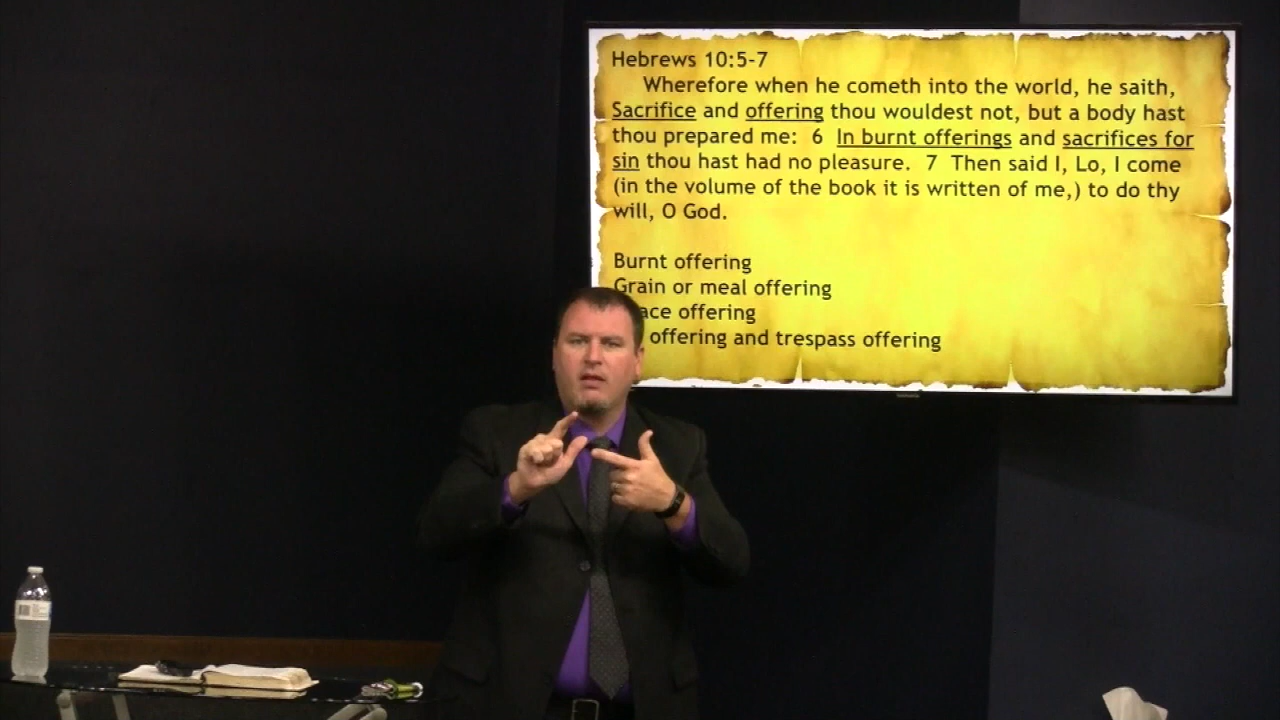 Hebrews 10:5-7
Wherefore when he cometh into the world, he saith,
Sacrifice and offering thou wouldest not, but a body hast
thou prepared me: 6 In burnt offerings and sacrifices for
sin thou hast had no pleasure. 7 Then said I, Lo, I come
(in the volume of the book it is written of me,) to do thy
will, O God.
Burnt offering
Grain or meal offering
ace offering
offering and trespass offering